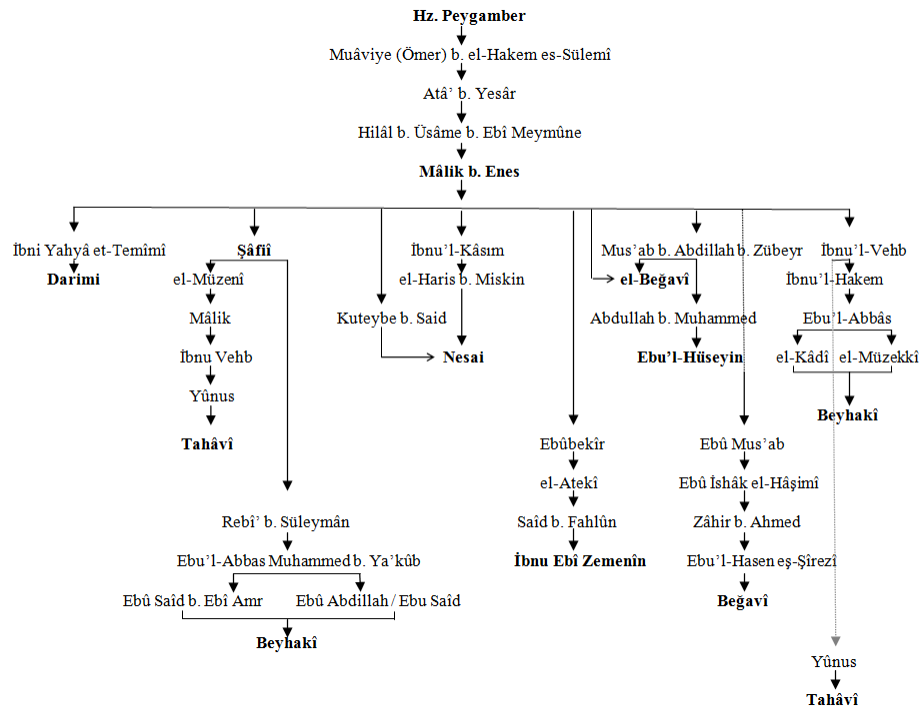 Hz. Peygamber
Muâviye (Ömer) b. el-Hakem es-Sülemî
Atâ’ b. Yesâr
Hilâl b. Üsâme b. Ebî Meymûne
Mâlik b. Enes
İbni Yahyâ et-Temîmî
Şâfiî
İbnu’l-Kâsım
Mus’ab b. Abdillah b. Zübeyr
İbnu’l-Vehb
Darimi
el-Müzenî
el-Haris b. Miskin
el-Beğavî
İbnu’l-Hakem
Mâlik
Kuteybe b. Said
Abdullah b. Muhammed
Ebu’l-Abbâs
İbnu Vehb
Nesai
Ebu’l-Hüseyin
el-Kâdî
el-Müzekkî
Yûnus
Beyhakî
Tahâvî
Ebûbekîr
Ebû Mus’ab
el-Atekî
Ebû İshâk el-Hâşimî
Rebî’ b. Süleymân
Saîd b. Fahlûn
Zâhir b. Ahmed
Ebu’l-Abbas Muhammed b. Ya’kûb
İbnu Ebî Zemenîn
Ebu’l-Hasen eş-Şîrezî
Ebû Saîd b. Ebî Amr
Ebû Abdillah / Ebu Saîd
Beğavî
Beyhakî
Yûnus
Tahâvî